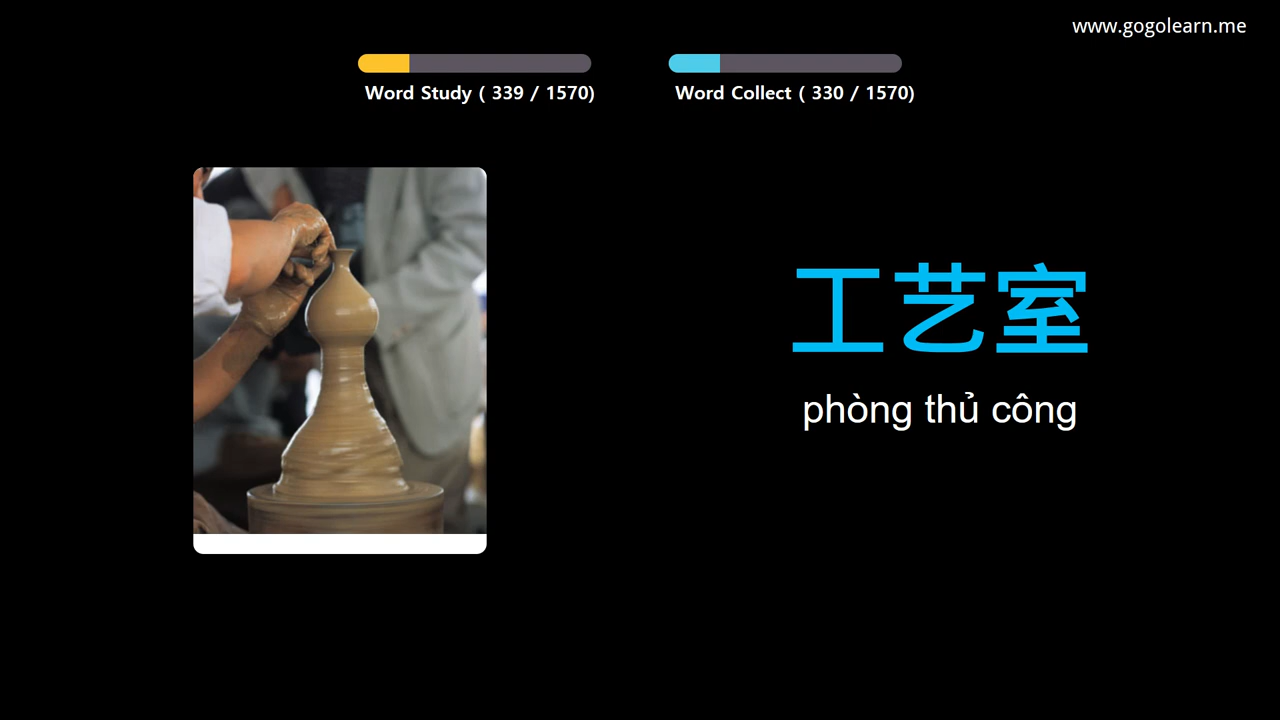 www.gogolearn.me
Word Study ( 339 / 1570)
Word Collect ( 330 / 1570)
工艺室
phòng thủ công